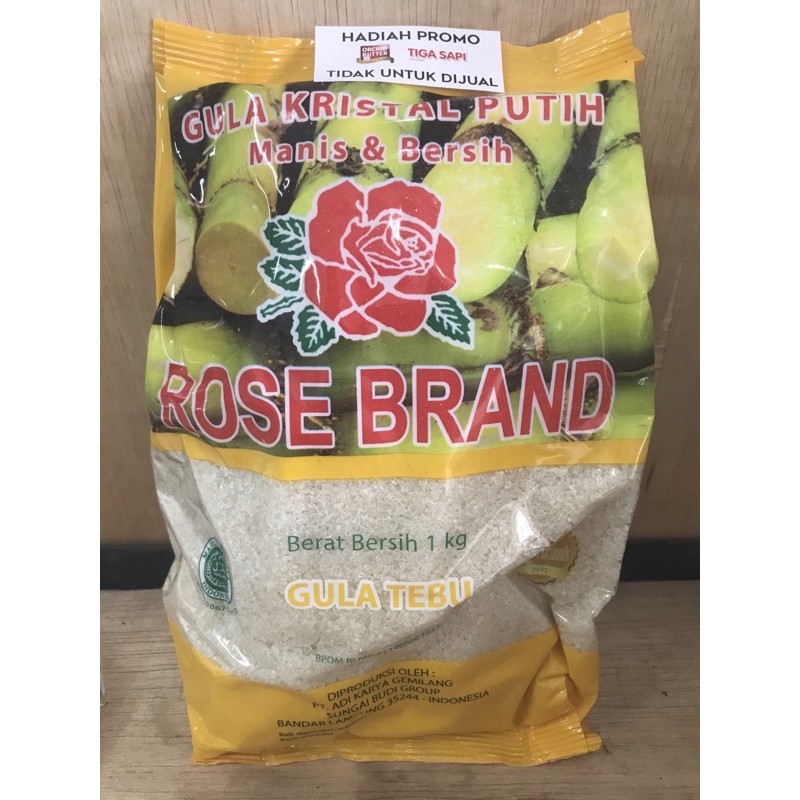 HADIAH PROMO
ORCHID BUTTER TIGA SAPI
TIDAK UNTUK DIJUAL
GULA KRISTAL PUTIH
Manis & Bersih
ROSE BRAND
Berat Bersih 1 kg
GULA TEBU
BPOM
DIPRODUKSI OLEH :
PT. ADI KARYA GEMILANG
SUNGAI BUDI GROUP
BANDAR LAMPUNG 35244 - INDONESIA